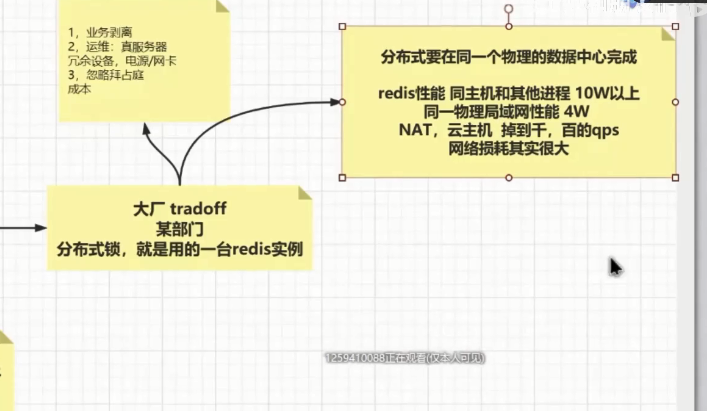 1，业务剥离
2，运维：真服务器
冗余设备，电源/网卡
3，忽略拜占庭
成本
分布式要在同一个物理的数据中心完成
redis性能 同主机和其他进程 10W以上
同一物理局域网性能 4W
NAT，云主机 掉到千，百的qps
网络损耗其实很大
大厂 tradoff
某部门
分布式锁，就是用的一台redis实例
1259410088正在观看(仅本人可见)